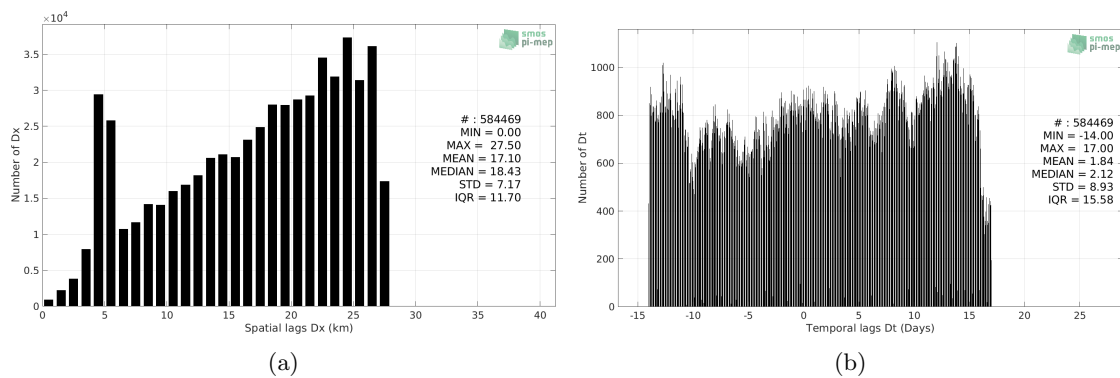 ×10⁴
smos
pi-mep
3.5
3
2.5
2
1.5
1
0.5
0
Number of Dx
# : 584469
MIN = 0.00
MAX = 27.50
MEAN = 17.10
MEDIAN = 18.43
STD = 7.17
IQR = 11.70
0 5 10 15 20 25 30 35 40
Spatial lags Dx (km)
(a)
smos
pi-mep
1000
800
600
400
200
0
Number of Dt
# : 584469
MIN = -14.00
MAX = 17.00
MEAN = 1.84
MEDIAN = 2.12
STD = 8.93
IQR = 15.58
-15 -10 -5 0 5 10 15 20 25
Temporal lags Dt (Days)
(b)